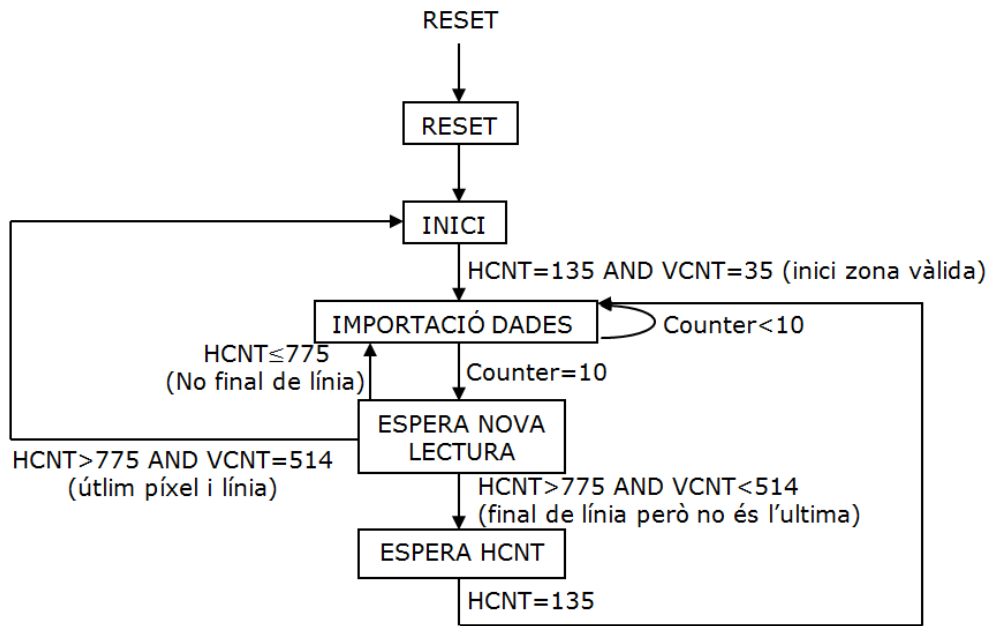 RESET
RESET
INICI
HCNT=135 AND VCNT=35 (inici zona vàlida)
IMPORTACIÓ DADES
Counter<10
HCNT≤775
(No final de línia)
Counter=10
ESPERA NOVA
LECTURA
HCNT>775 AND VCNT=514
(útlim píxel i línia)
HCNT>775 AND VCNT<514
(final de línia però no és l’ultima)
ESPERA HCNT
HCNT=135